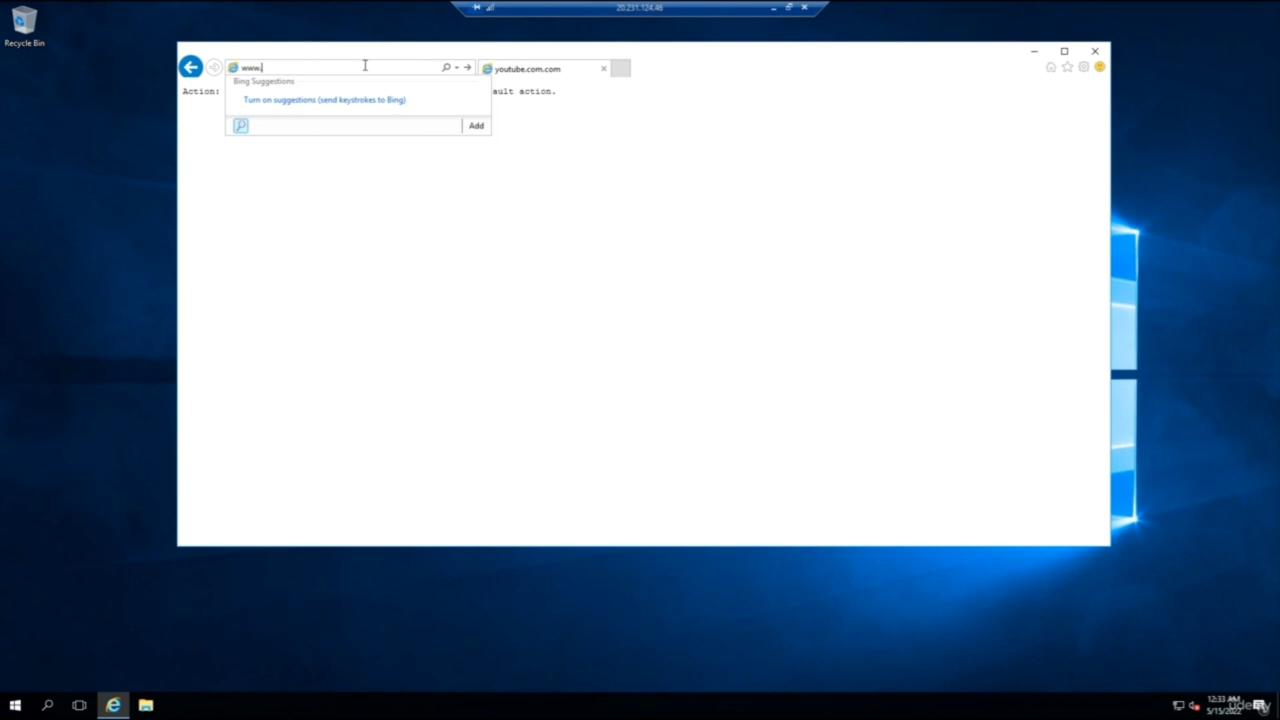 20.231.124.46
Recycle Bin
www.
youtube.com.com
Bing Suggestions
Action:
ault action.
Turn on suggestions (send keystrokes to Bing)
Add
12:33 AM
5/15/2022
udemy